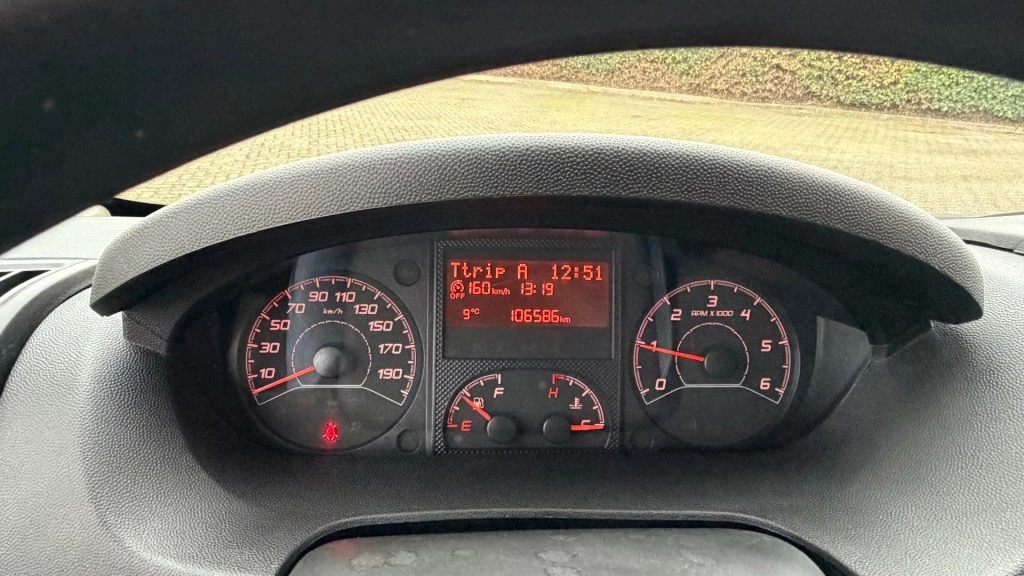 Ttrip A 12:51
OFF 160 km/h 13:19
9°C 106586 km
10 30 50 70 90 110 130 150 170 190
km/h
0 1 2 3 4 5 6
RPM X 1000
E F
H C